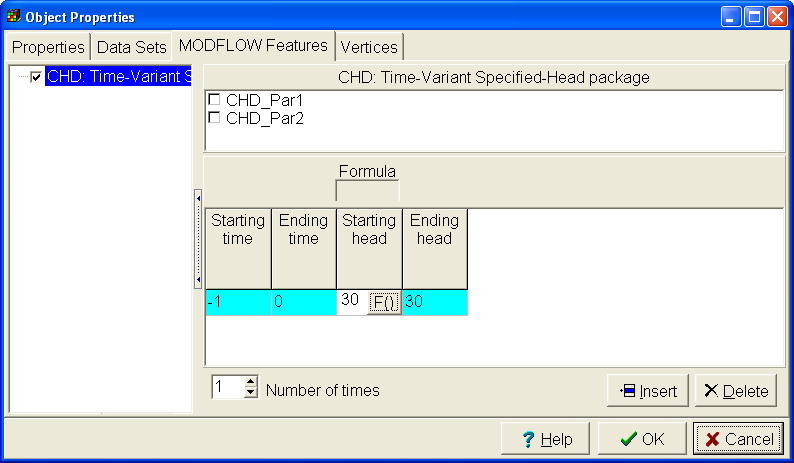 Object Properties
Properties Data Sets MODFLOW Features Vertices
CHD: Time-Variant S
CHD: Time-Variant Specified-Head package
CHD_Par1
CHD_Par2
Formula
Starting time Ending time Starting head Ending head
-1 0 30 F() 30
1 Number of times
Insert Delete
? Help OK Cancel